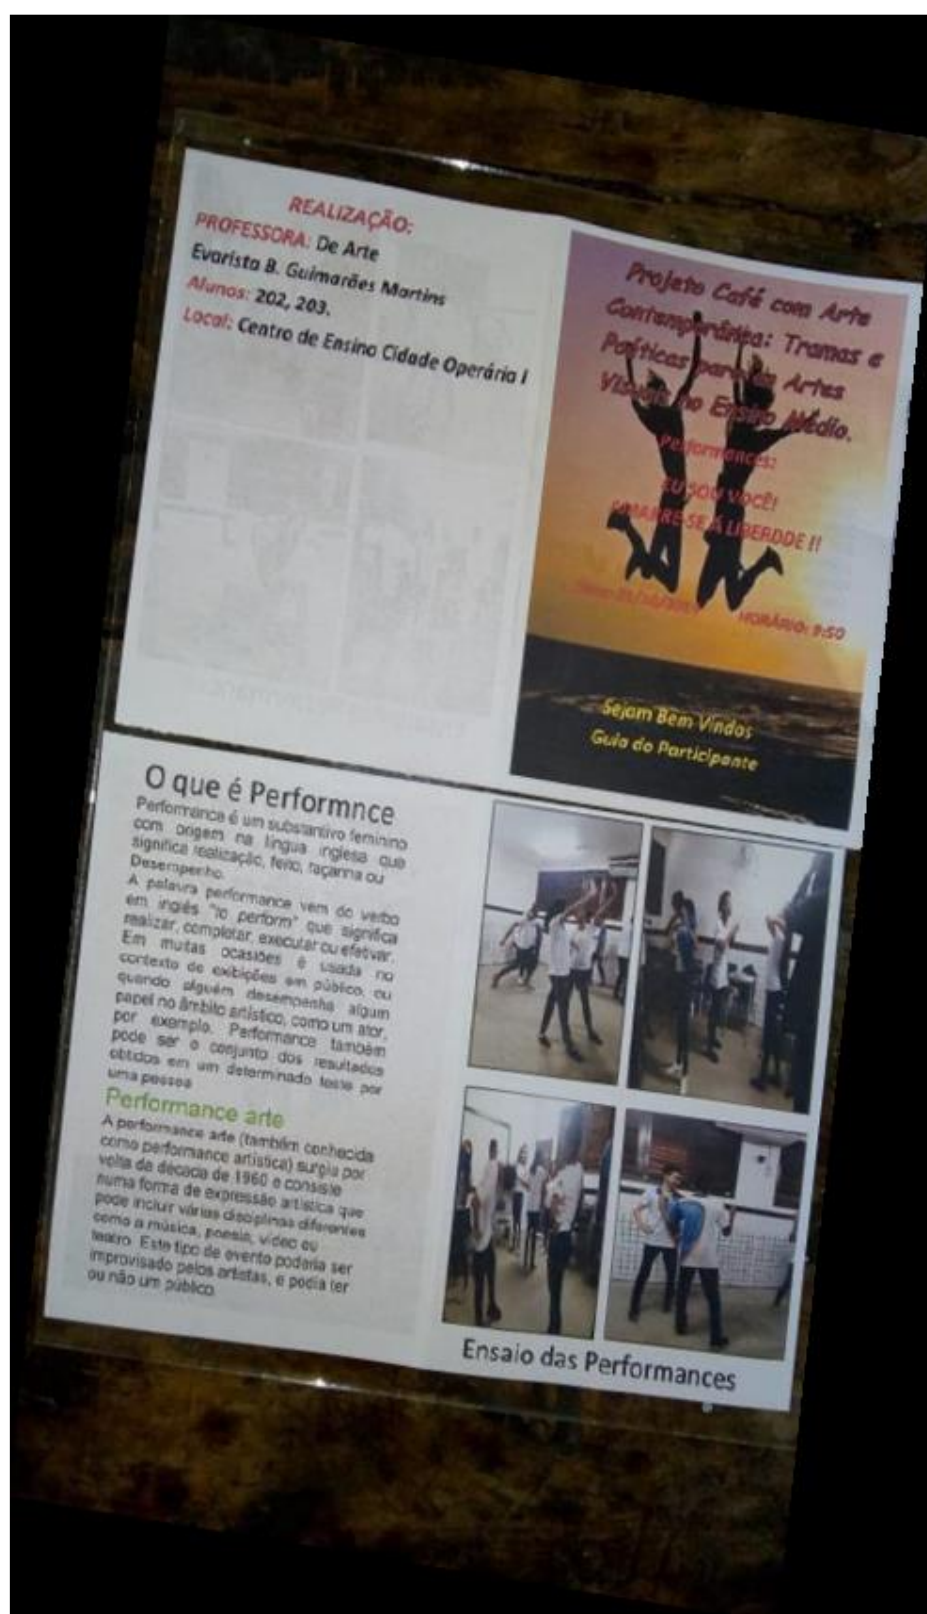 REALIZAÇÃO:
PROFESSORA: De Arte
Evarista B. Guimarães Martins
Alunos: 202, 203.
Local: Centro de Ensino Cidade Operária I
Projeto Café com Arte
Contemporânea: Tramas e
Poéticas para as Artes
Visuais no Ensino Médio.
Performances:
EU SOU VOCÊ!
AMARRE-SE A LIBERDDE !!
HORÁRIO: 9:50
Sejam Bem Vindos
Guia do Participante
O que é Performnce
Performance é um substantivo feminino
com origem na língua inglesa que
significa realização, feito, façanha ou
Desempenho.
A palavra performance vem do verbo
em inglês "to perform" que significa
realizar, completar, executar ou efetivar.
Em muitas ocasiões é usada no
contexto de exibições em público, ou
quando alguém desempenha algum
papel no âmbito artístico, como um ator,
por exemplo. Performance também
pode ser o conjunto dos resultados
obtidos em um determinado teste por
uma pessoa
Performance arte
A performance arte (também conhecida
como performance artística) surgiu por
volta da década de 1960 e consiste
numa forma de expressão artística que
pode incluir várias disciplinas diferentes
como a música, poesia, vídeo ou
teatro. Este tipo de evento poderia ser
improvisado pelos artistas, e podia ter
ou não um público.
Ensaio das Performances